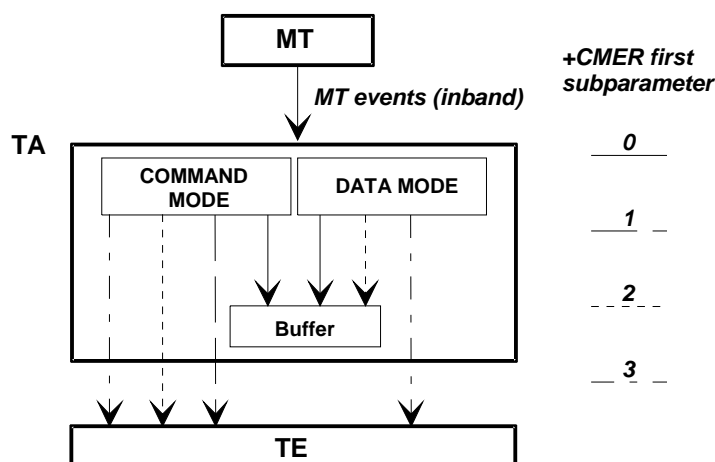 MT
+CMER first
subparameter
MT events (inband)
TA
0
COMMAND
MODE
DATA MODE
1
2
Buffer
3
TE